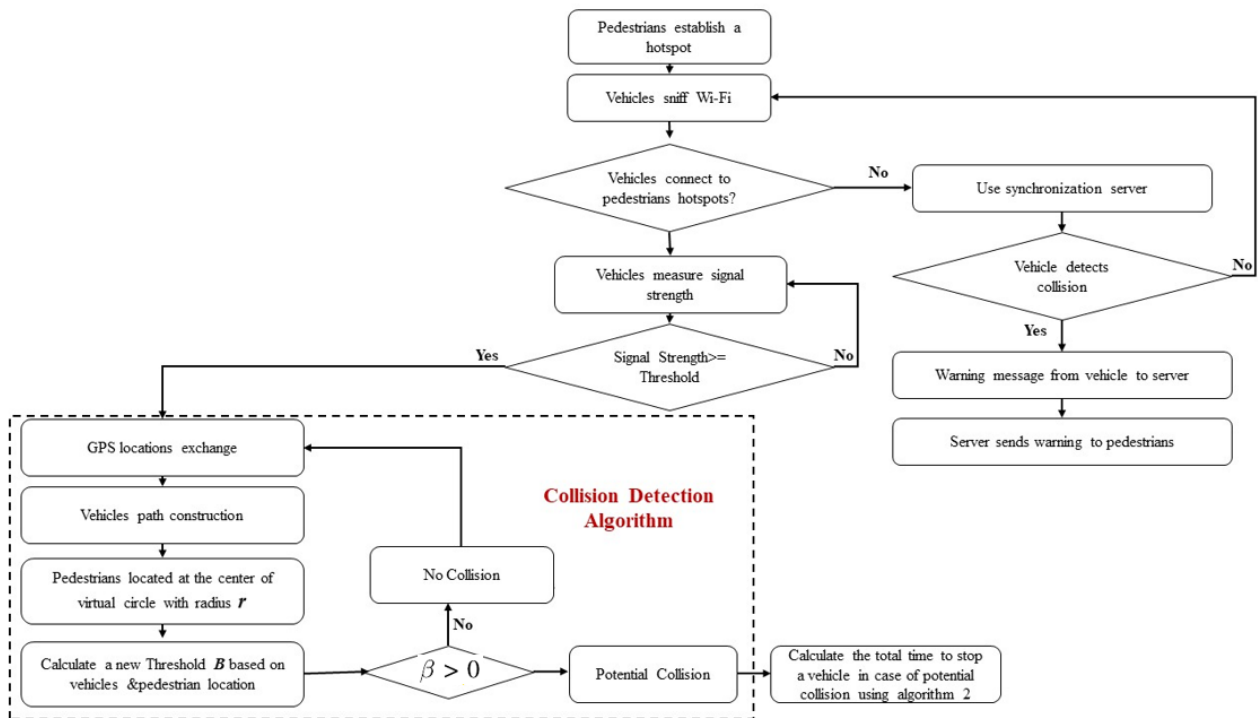 Pedestrians establish a
hotspot
Vehicles sniff Wi-Fi
Vehicles connect to
pedestrians hotspots?
No
Use synchronization server
Vehicle detects
collision
No
Yes
Warning message from vehicle to server
Server sends warning to pedestrians
Vehicles measure signal
strength
Signal Strength>=
Threshold
No
Yes
GPS locations exchange
Vehicles path construction
Pedestrians located at the center of
virtual circle with radius r
Calculate a new Threshold B based on
vehicles &pedestrian location
Collision Detection
Algorithm
No Collision
No
β > 0
Potential Collision
Calculate the total time to stop
a vehicle in case of potential
collision using algorithm 2